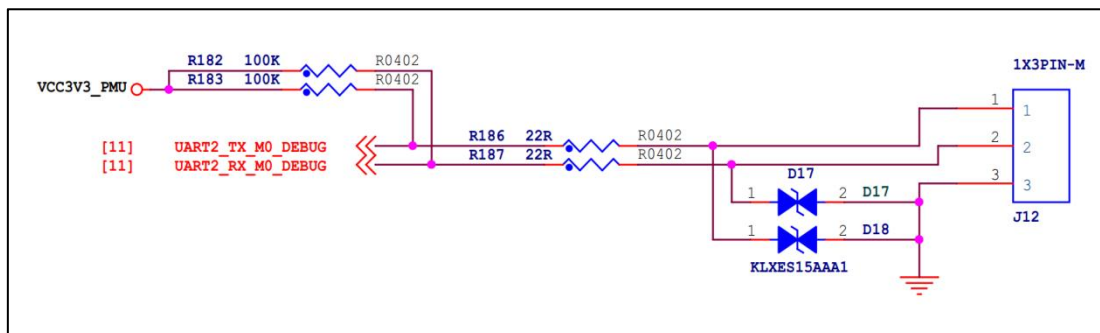 R182 100K R0402
R183 100K R0402
1X3PIN-M
VCC3V3_PMU
1 1
[11] UART2_TX_M0_DEBUG R186 22R R0402
2 2
[11] UART2_RX_M0_DEBUG R187 22R R0402
D17
3 3
1 2 D17
J12
1 2 D18
KLXES15AAA1